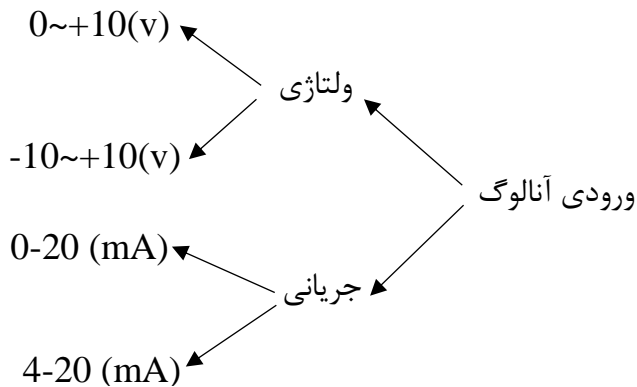 ورودی آنالوگ
ولتاژی
0~+10(v)
-10~+10(v)
جریانی
0-20 (mA)
4-20 (mA)